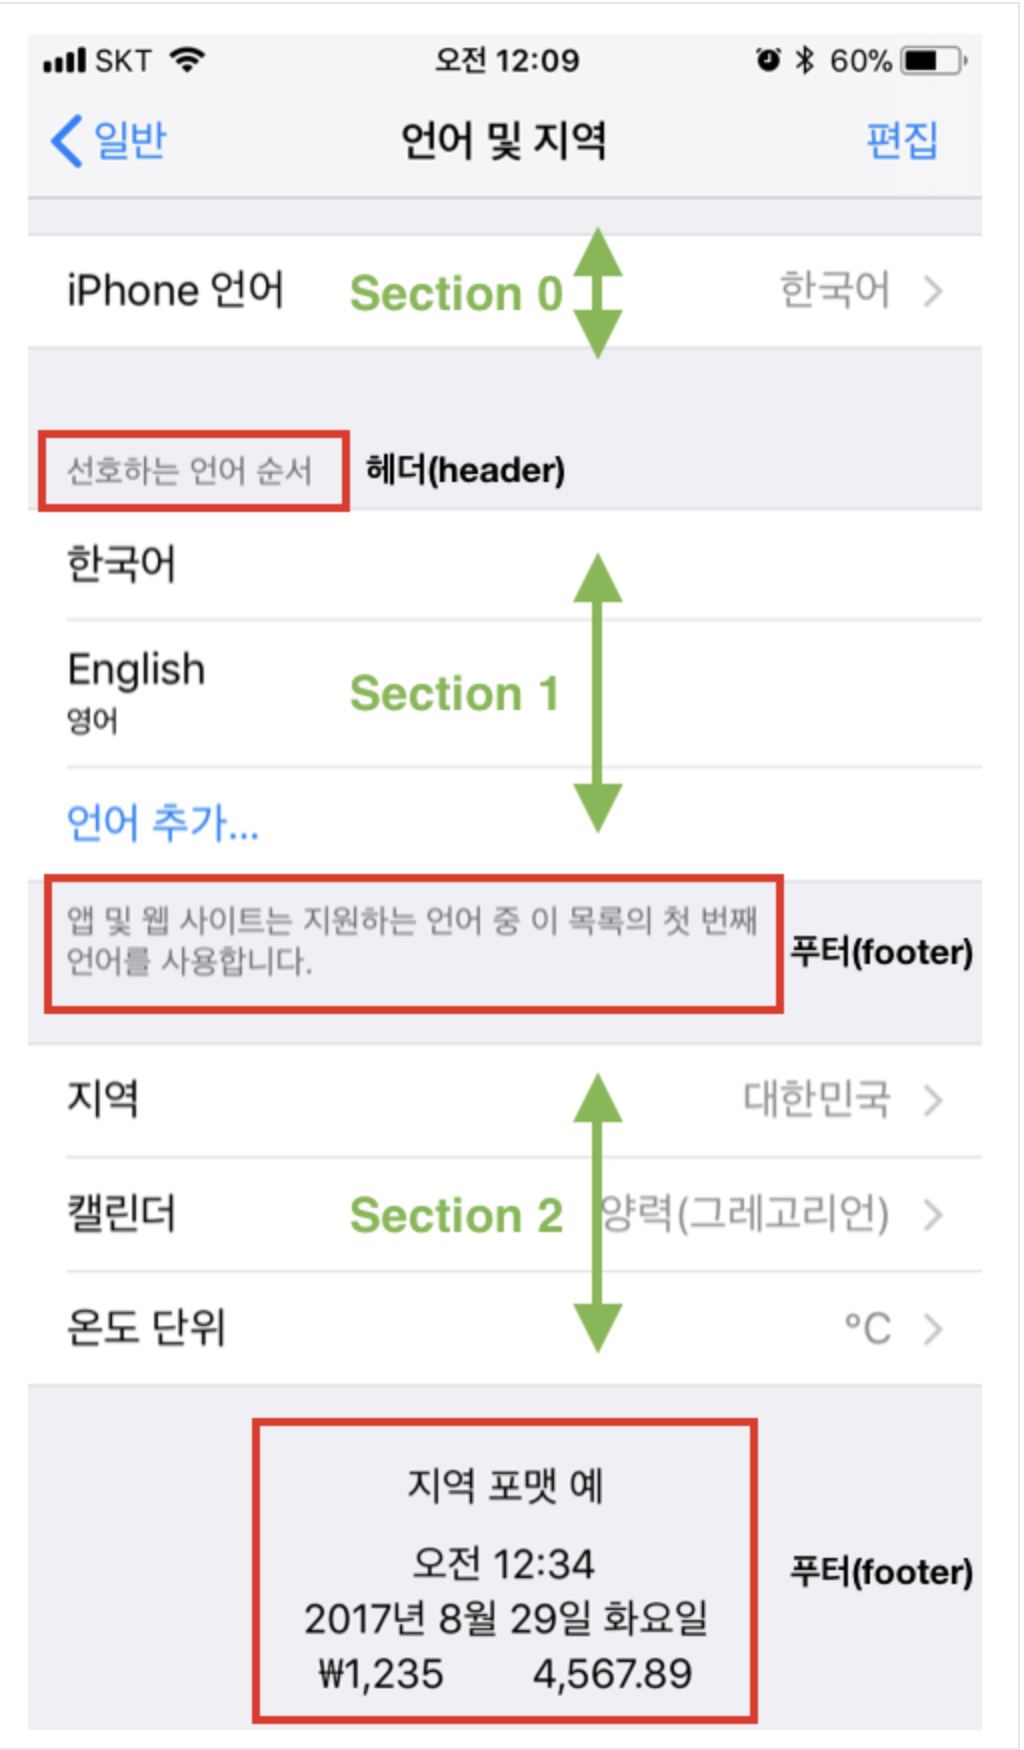 SKT 오전 12:09 60%
일반 언어 및 지역 편집
iPhone 언어 Section 0 한국어
선호하는 언어 순서 헤더(header)
한국어
English
영어
Section 1
언어 추가...
앱 및 웹 사이트는 지원하는 언어 중 이 목록의 첫 번째
언어를 사용합니다.
푸터(footer)
지역 대한민국
캘린더 Section 2 양력(그레고리언)
온도 단위 °C
지역 포맷 예
오전 12:34
2017년 8월 29일 화요일
₩1,235 4,567.89
푸터(footer)